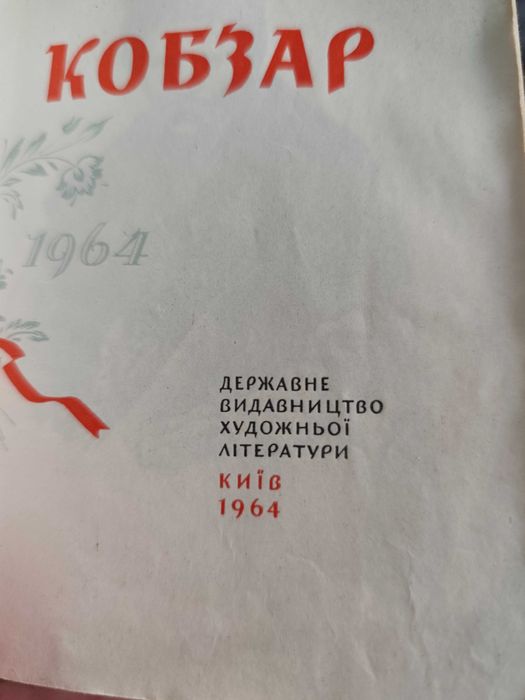 КОБЗАР
1964
ДЕРЖАВНЕ
ВИДАВНИЦТВО
ХУДОЖНЬОЇ
ЛІТЕРАТУРИ
КИЇВ
1964